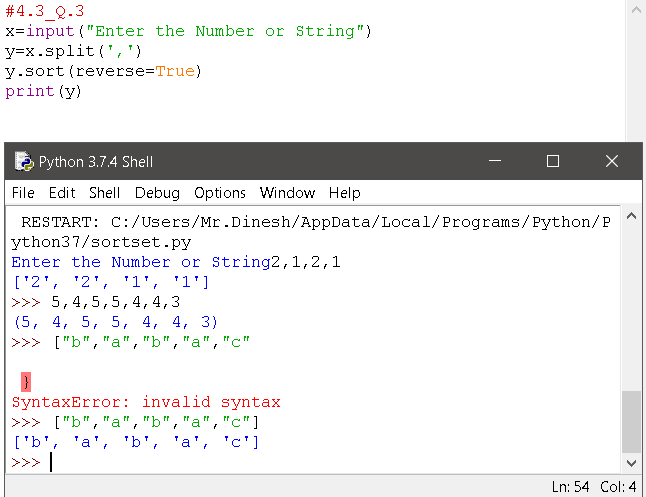 #4.3_Q.3
x=input("Enter the Number or String")
y=x.split(',')
y.sort(reverse=True)
print(y)
Python 3.7.4 Shell
File Edit Shell Debug Options Window Help
RESTART: C:/Users/Mr.Dinesh/AppData/Local/Programs/Python/P
ython37/sortset.py
Enter the Number or String2,1,2,1
['2', '2', '1', '1']
>>> 5,4,5,5,4,4,3
(5, 4, 5, 5, 4, 4, 3)
>>> ["b","a","b","a","c"
}
SyntaxError: invalid syntax
>>> ["b","a","b","a","c"]
['b', 'a', 'b', 'a', 'c']
>>>
Ln: 54 Col: 4